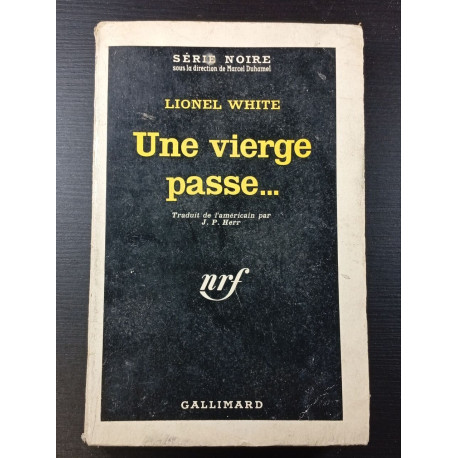 SÉRIE NOIRE
sous la direction de Marcel Duhamel
LIONEL WHITE
Une vierge
passe...
Traduit de l'américain par
J. P. Herr
nrf
GALLIMARD